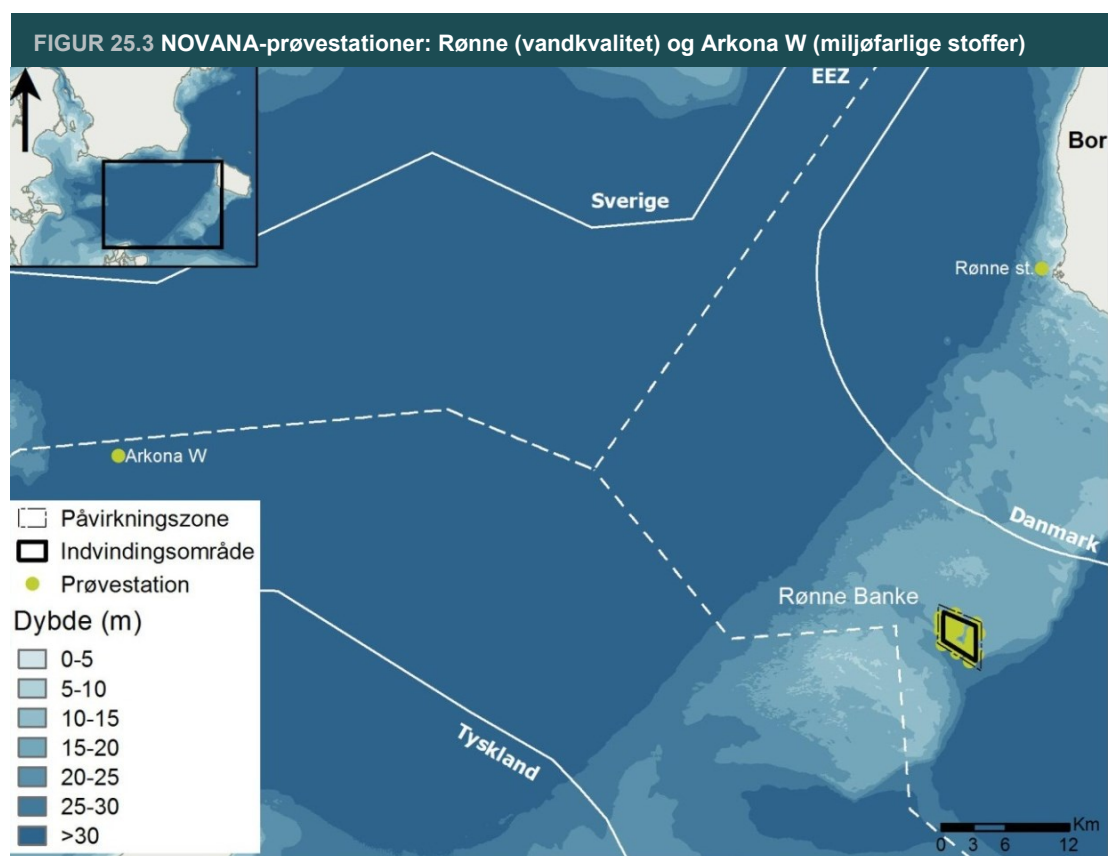 FIGUR 25.3 NOVANA-prøvestationer: Rønne (vandkvalitet) og Arkona W (miljøfarlige stoffer)
EEZ
Bor
Sverige
Rønne st.
Arkona W
Danmark
Rønne Banke
Tyskland
Påvirkningszone
Indvindingsområde
Prøvestation
Dybde (m)
0-5
5-10
10-15
15-20
20-25
25-30
>30
Km
0 3 6 12